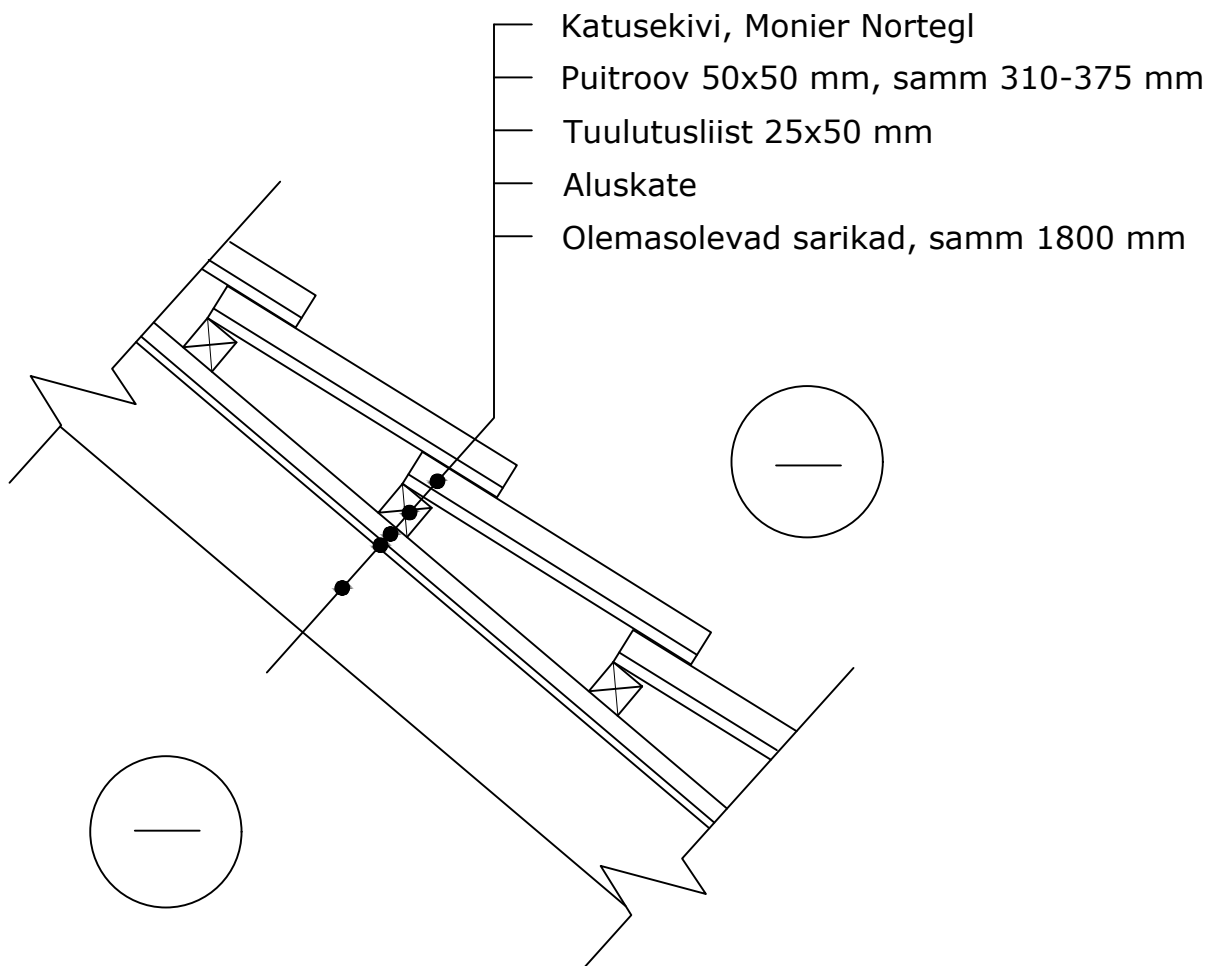 Katusekivi, Monier Nortegl
Puitroov 50x50 mm, samm 310-375 mm
Tuulutusliist 25x50 mm
Aluskate
Olemasolevad sarikad, samm 1800 mm